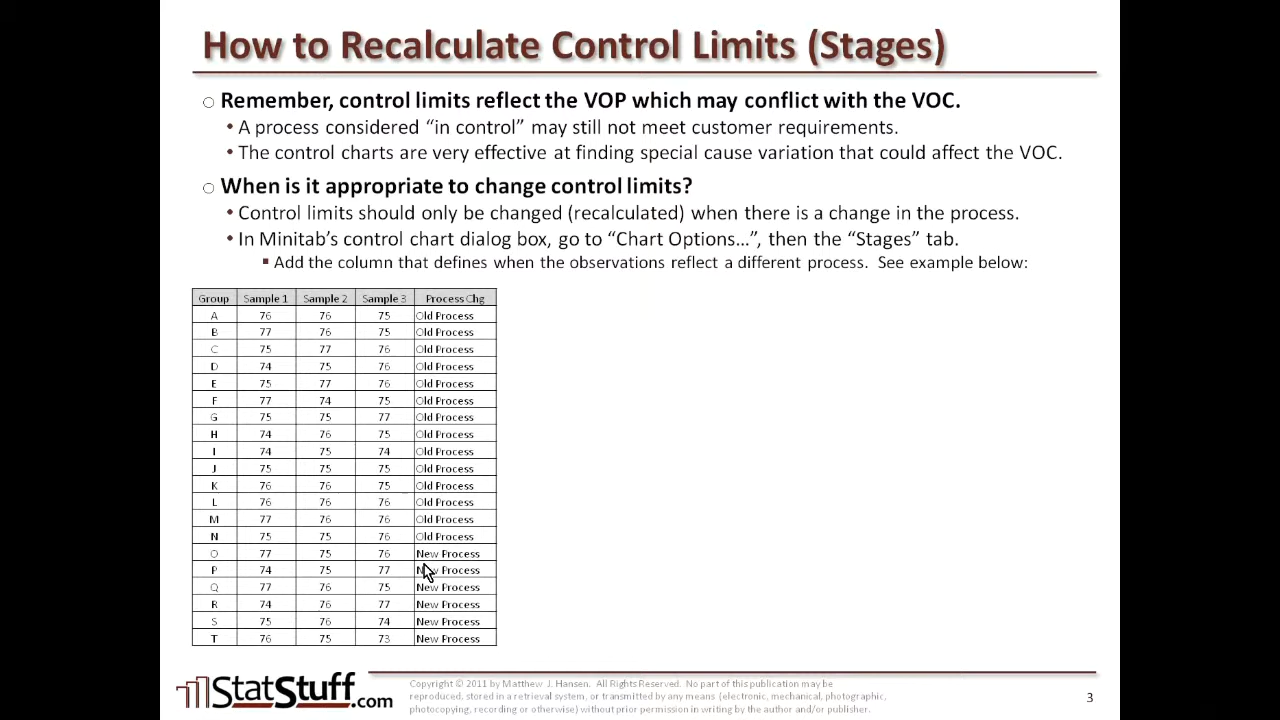 How to Recalculate Control Limits (Stages)
Remember, control limits reflect the VOP which may conflict with the VOC.
A process considered “in control” may still not meet customer requirements.
The control charts are very effective at finding special cause variation that could affect the VOC.
When is it appropriate to change control limits?
Control limits should only be changed (recalculated) when there is a change in the process.
In Minitab’s control chart dialog box, go to “Chart Options…”, then the “Stages” tab.
Add the column that defines when the observations reflect a different process. See example below:
Group Sample 1 Sample 2 Sample 3 Process Chg
A 76 76 75 Old Process
B 77 76 75 Old Process
C 75 77 76 Old Process
D 74 75 76 Old Process
E 75 77 76 Old Process
F 77 74 75 Old Process
G 75 75 77 Old Process
H 74 76 75 Old Process
I 74 75 74 Old Process
J 75 75 75 Old Process
K 76 76 75 Old Process
L 76 76 76 Old Process
M 77 76 76 Old Process
N 75 75 76 Old Process
O 77 75 76 New Process
P 74 75 77 New Process
Q 77 76 75 New Process
R 74 76 77 New Process
S 75 76 74 New Process
T 76 75 73 New Process
StatStuff.com
Copyright © 2011 by Matthew J. Hansen. All Rights Reserved. No part of this publication may be
reproduced, stored in a retrieval system, or transmitted by any means (electronic, mechanical, photographic,
photocopying, recording or otherwise) without prior permission in writing by the author and/or publisher.
3